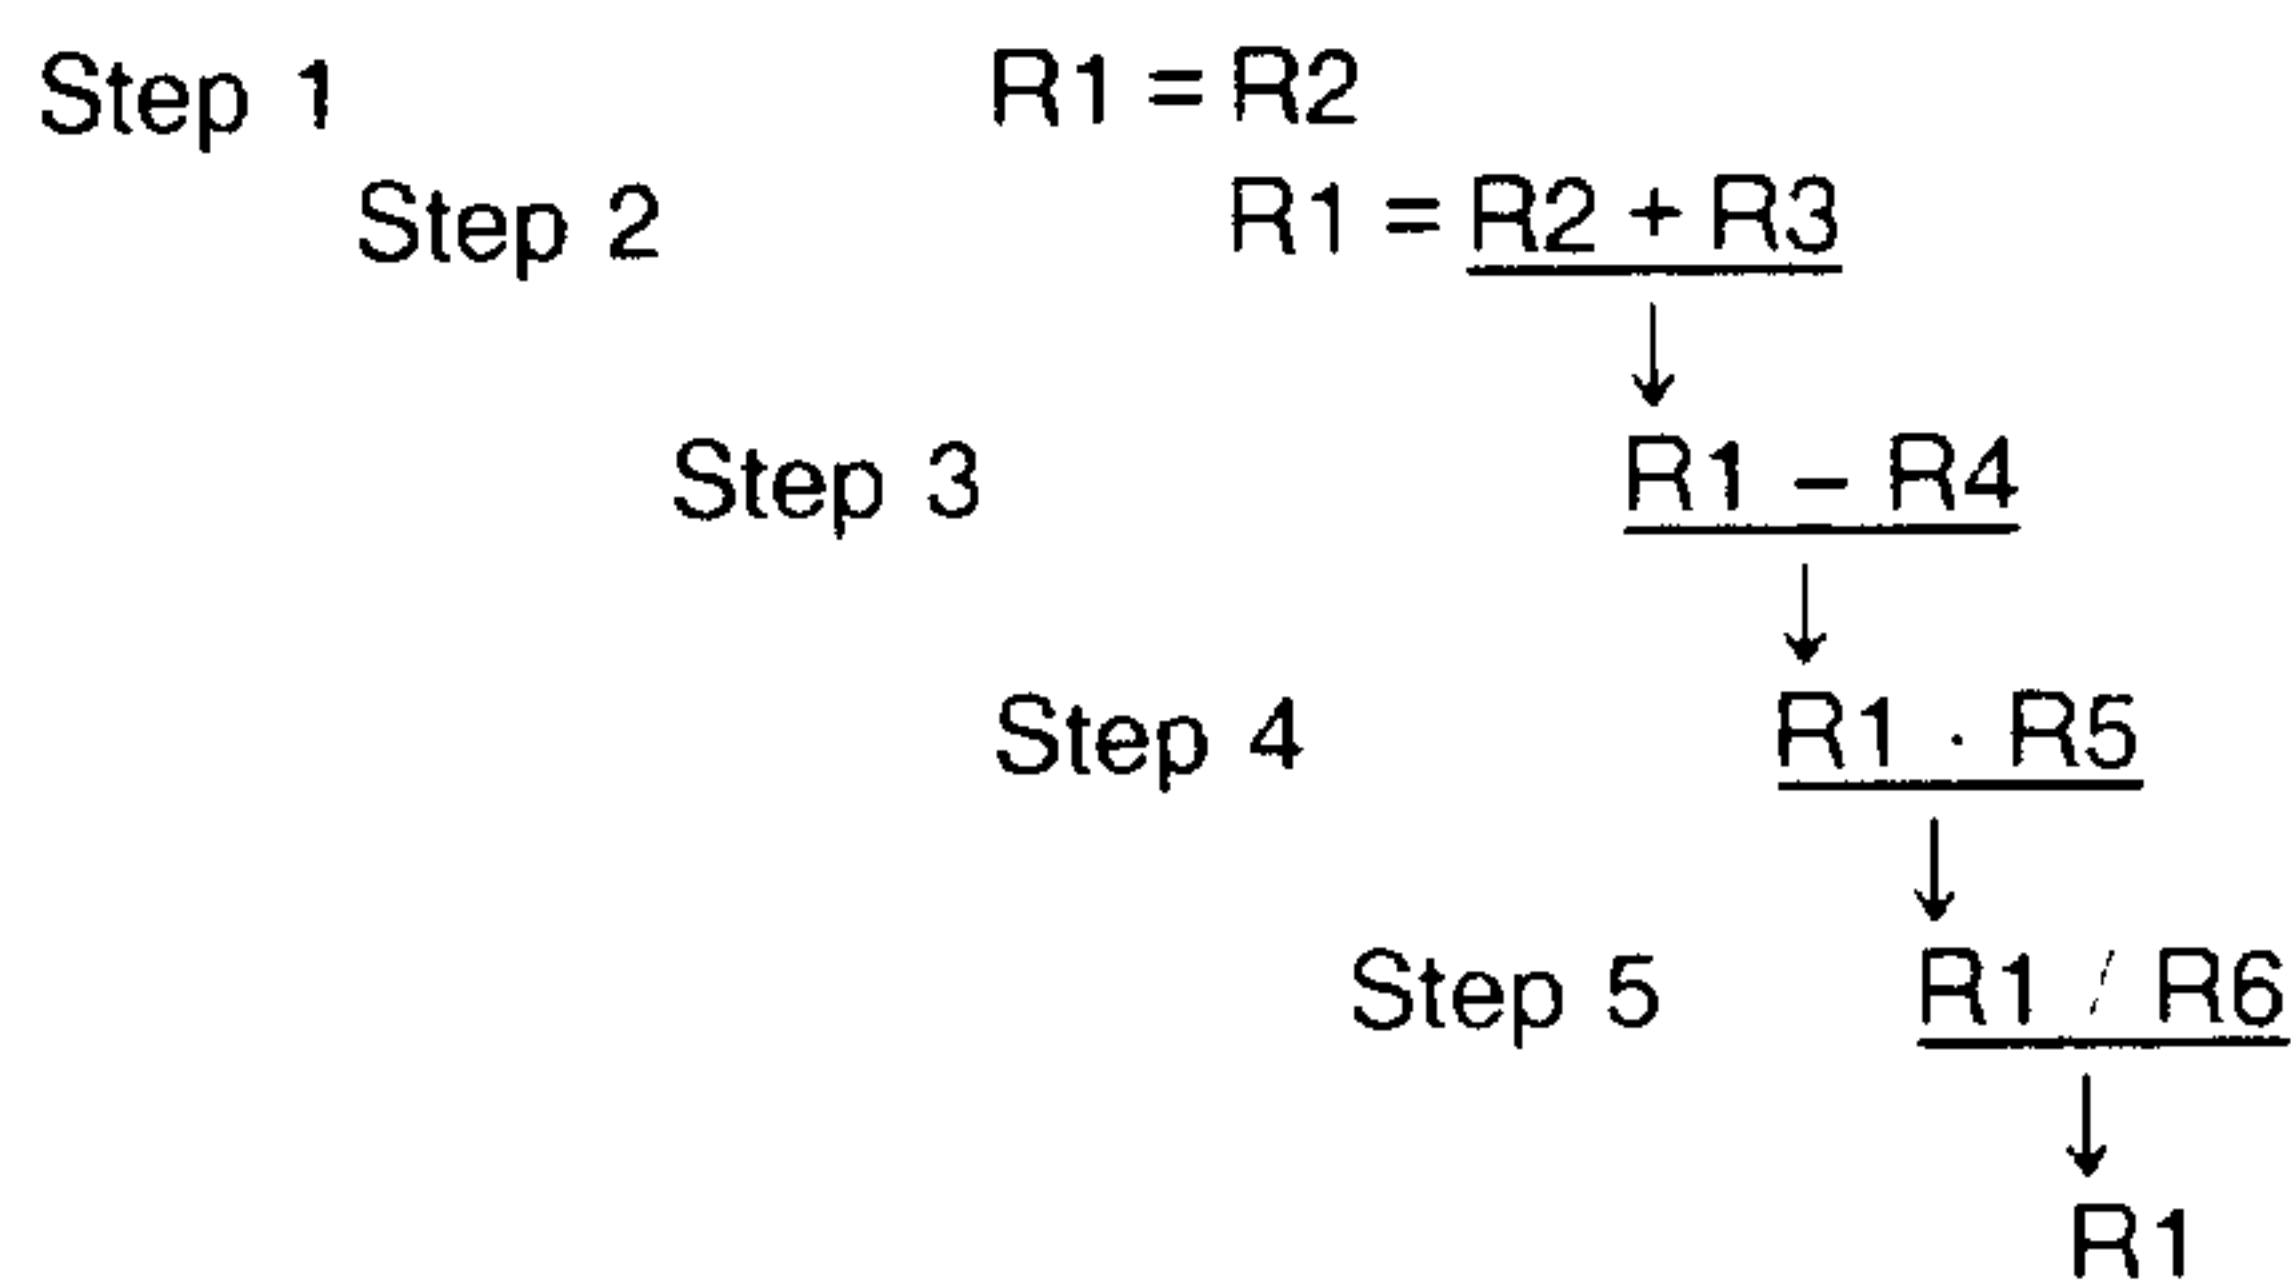 Step 1 R1 = R2
Step 2 R1 = R2 + R3
Step 3 R1 – R4
Step 4 R1 · R5
Step 5 R1 / R6
R1